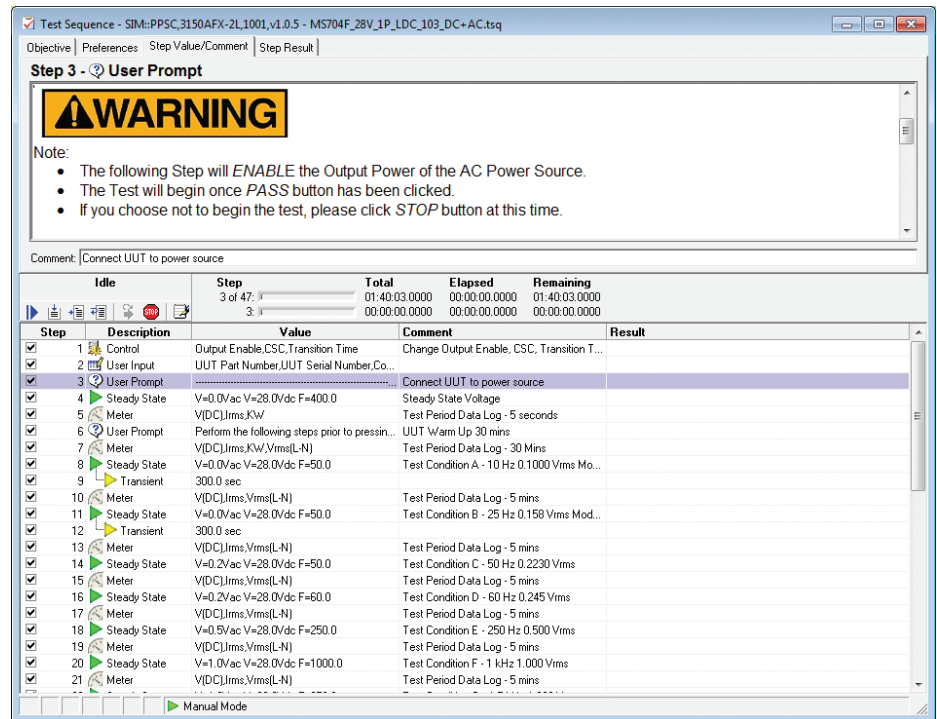 Test Sequence - SIM::PPSC,3150AFX-2L,1001,v1.0.5 - MS704F_28V_1P_LDC_103_DC+AC.tsq
Objective Preferences Step Value/Comment Step Result
Step 3 - User Prompt
WARNING
Note:
• The following Step will ENABLE the Output Power of the AC Power Source.
• The Test will begin once PASS button has been clicked.
• If you choose not to begin the test, please click STOP button at this time.
Comment: Connect UUT to power source
Idle Step Total Elapsed Remaining
3 of 47: 01:40:03.0000 00:00:00.0000 01:40:03.0000
STOP 3: 00:00:00.0000 00:00:00.0000 00:00:00.0000
Step Description Value Comment Result
1 Control Output Enable,CSC,Transition Time Change Output Enable, CSC, Transition T...
2 User Input UUT Part Number,UUT Serial Number,Co...
3 User Prompt ---------------------------------------------------------------... Connect UUT to power source
4 Steady State V=0.0Vac V=28.0Vdc F=400.0 Steady State Voltage
5 Meter V(DC),Irms,KW Test Period Data Log - 5 seconds
6 User Prompt Perform the following steps prior to pressin... UUT Warm Up 30 mins
7 Meter V(DC),Irms,KW,Vrms(L-N) Test Period Data Log - 30 Mins
8 Steady State V=0.0Vac V=28.0Vdc F=50.0 Test Condition A - 10 Hz 0.1000 Vrms Mo...
9 Transient 300.0 sec
10 Meter V(DC),Irms,Vrms(L-N) Test Period Data Log - 5 mins
11 Steady State V=0.0Vac V=28.0Vdc F=50.0 Test Condition B - 25 Hz 0.158 Vrms Mod...
12 Transient 300.0 sec
13 Meter V(DC),Irms,Vrms(L-N) Test Period Data Log - 5 mins
14 Steady State V=0.2Vac V=28.0Vdc F=50.0 Test Condition C - 50 Hz 0.2230 Vrms
15 Meter V(DC),Irms,Vrms(L-N) Test Period Data Log - 5 mins
16 Steady State V=0.2Vac V=28.0Vdc F=60.0 Test Condition D - 60 Hz 0.245 Vrms
17 Meter V(DC),Irms,Vrms(L-N) Test Period Data Log - 5 mins
18 Steady State V=0.5Vac V=28.0Vdc F=250.0 Test Condition E - 250 Hz 0.500 Vrms
19 Meter V(DC),Irms,Vrms(L-N) Test Period Data Log - 5 mins
20 Steady State V=1.0Vac V=28.0Vdc F=1000.0 Test Condition F - 1 kHz 1.000 Vrms
21 Meter V(DC),Irms,Vrms(L-N) Test Period Data Log - 5 mins
Manual Mode